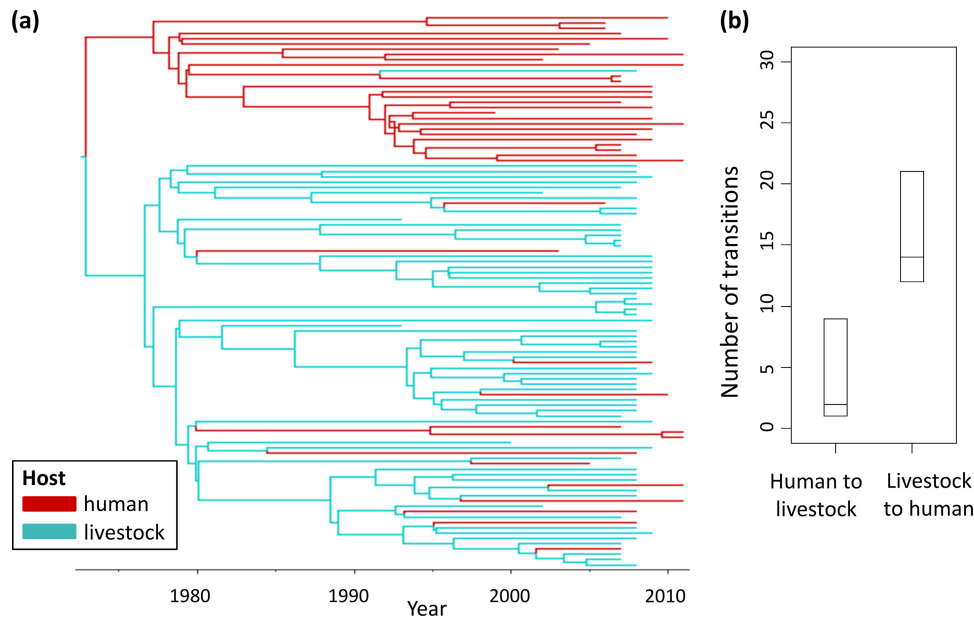 (a)
Host
human
livestock
1980
1990
2000
2010
Year
(b)
Number of transitions
30
25
20
15
10
5
0
Human to
livestock
Livestock
to human